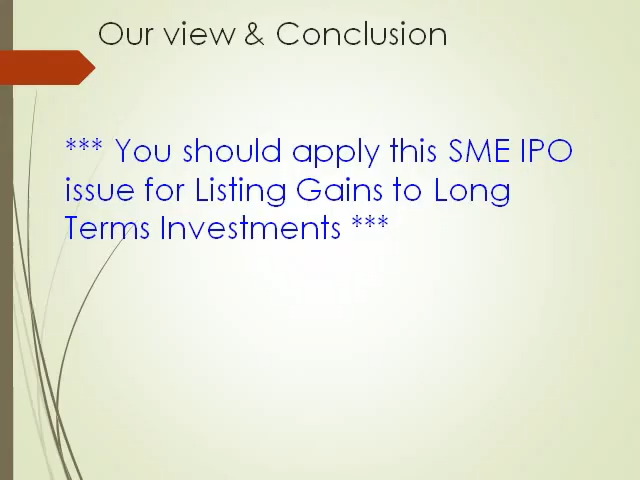 Our view & Conclusion
*** You should apply this SME IPO
issue for Listing Gains to Long
Terms Investments ***